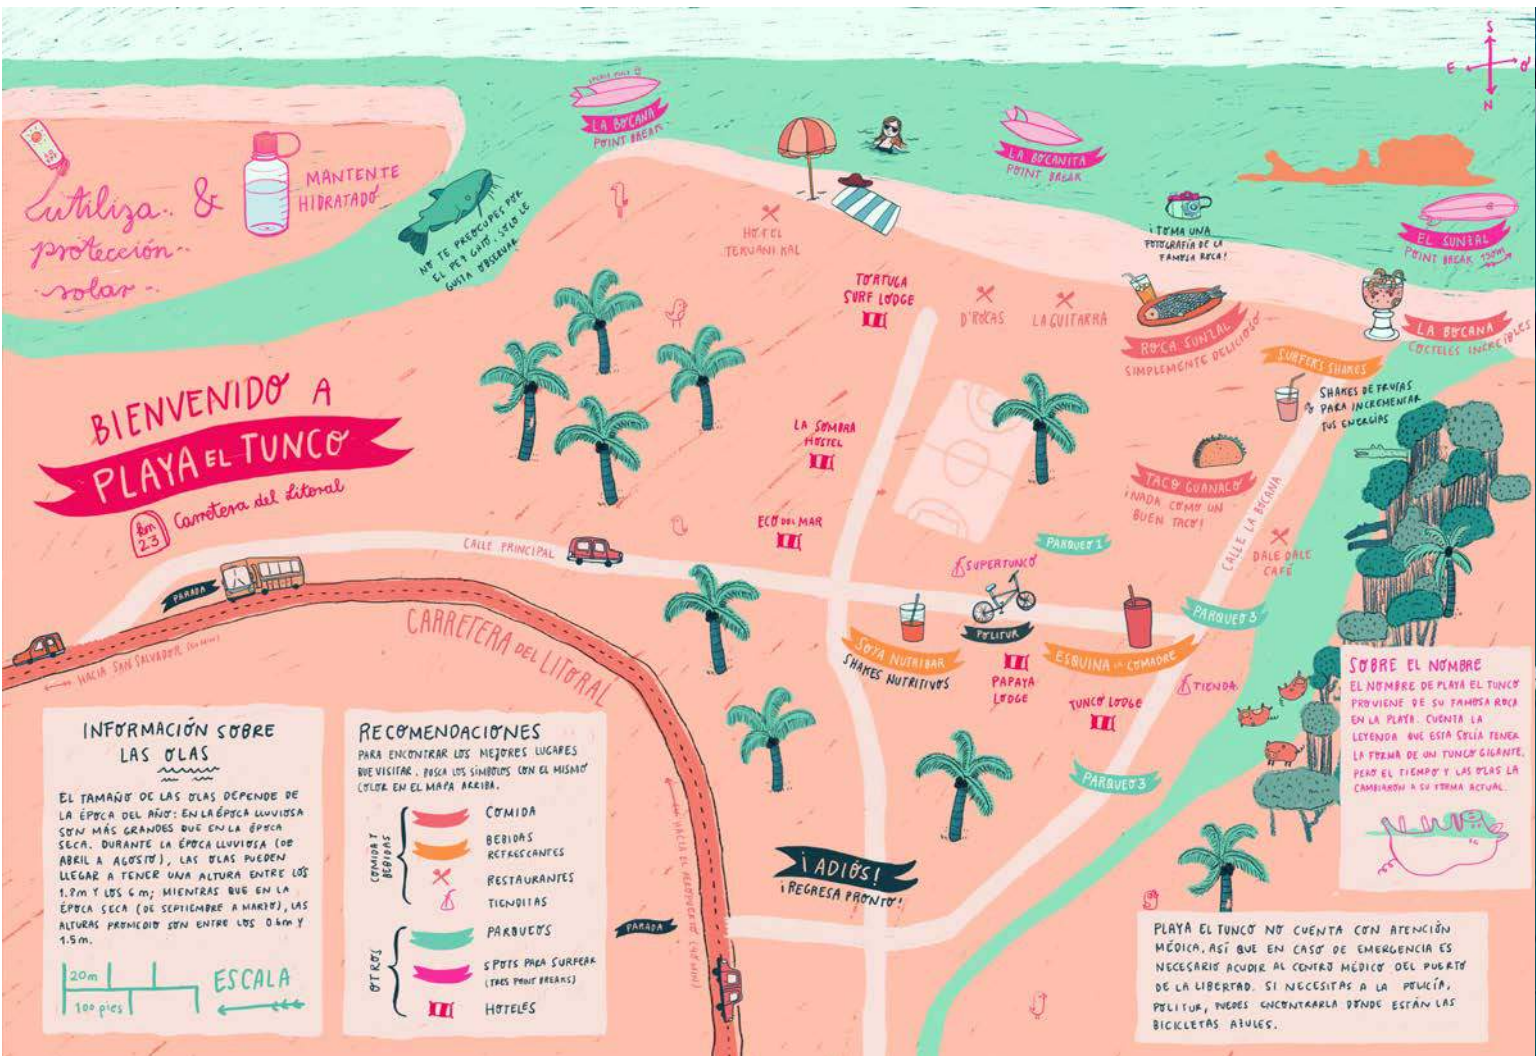 S
E
O
N
LA BOCANA
POINT BREAK
LA BOCANITA
POINT BREAK
EL SUNZAL
POINT BREAK 150m
Utiliza
protección
solar
&
MANTENTE
HIDRATADO
NO TE PREOCUPES POR
EL PEZ GATO, SOLO LE
GUSTA OBSERVAR
HOTEL
TEKUANI KAL
¡TOMA UNA
FOTOGRAFÍA DE LA
FAMOSA ROCA!
TORTUGA
SURF LODGE
D'ROCAS
LA GUITARRA
ROCA SUNZAL
SIMPLEMENTE DELICIOSO
LA BOCANA
COCTELES INCREÍBLES
SURFER'S SHAKES
SHAKES DE FRUTAS
PARA INCREMENTAR
TUS ENERGÍAS
BIENVENIDO A
PLAYA EL TUNCO
km
23
Carretera del Litoral
LA SOMBRA
HOSTEL
TACO GUANACO
¡NADA COMO UN
BUEN TACO!
ECO DEL MAR
CALLE PRINCIPAL
PARQUEO 1
CALLE LA BOCANA
DALE DALE
CAFÉ
SUPERTUNCO
PARADA
PARQUEO 3
POLITUR
SOYA NUTRIBAR
SHAKES NUTRITIVOS
ESQUINA LA COMADRE
PAPAYA
LODGE
TUNCO LODGE
TIENDA
PARQUEO 3
CARRETERA DEL LITORAL
HACIA SAN SALVADOR
SOBRE EL NOMBRE
EL NOMBRE DE PLAYA EL TUNCO
PROVIENE DE SU FAMOSA ROCA
EN LA PLAYA. CUENTA LA
LEYENDA QUE ESTA SOLÍA TENER
LA FORMA DE UN TUNCO GIGANTE,
PERO EL TIEMPO Y LAS OLAS LA
CAMBIARON A SU FORMA ACTUAL.
INFORMACIÓN SOBRE
LAS OLAS
EL TAMAÑO DE LAS OLAS DEPENDE DE
LA ÉPOCA DEL AÑO: EN LA ÉPOCA LLUVIOSA
SON MÁS GRANDES QUE EN LA ÉPOCA
SECA. DURANTE LA ÉPOCA LLUVIOSA (DE
ABRIL A AGOSTO), LAS OLAS PUEDEN
LLEGAR A TENER UNA ALTURA ENTRE LOS
1.8m Y LOS 6m; MIENTRAS QUE EN LA
ÉPOCA SECA (DE SEPTIEMBRE A MARZO), LAS
ALTURAS PROMEDIO SON ENTRE LOS 0.6m Y
1.5m.
20m
100 pies
ESCALA
RECOMENDACIONES
PARA ENCONTRAR LOS MEJORES LUGARES
QUE VISITAR, BUSCA LOS SÍMBOLOS CON EL MISMO
COLOR EN EL MAPA ARRIBA.
COMIDA Y
BEBIDAS
COMIDA
BEBIDAS
REFRESCANTES
RESTAURANTES
TIENDITAS
OTROS
PARQUEOS
SPOTS PARA SURFEAR
(TRES POINT BREAKS)
HOTELES
HACIA EL AEROPUERTO (40 MIN)
PARADA
¡ADIÓS!
¡REGRESA PRONTO!
PLAYA EL TUNCO NO CUENTA CON ATENCIÓN
MÉDICA, ASÍ QUE EN CASO DE EMERGENCIA ES
NECESARIO ACUDIR AL CENTRO MÉDICO DEL PUERTO
DE LA LIBERTAD. SI NECESITAS A LA POLICÍA,
POLITUR, PUEDES ENCONTRARLA DONDE ESTÁN LAS
BICICLETAS AZULES.